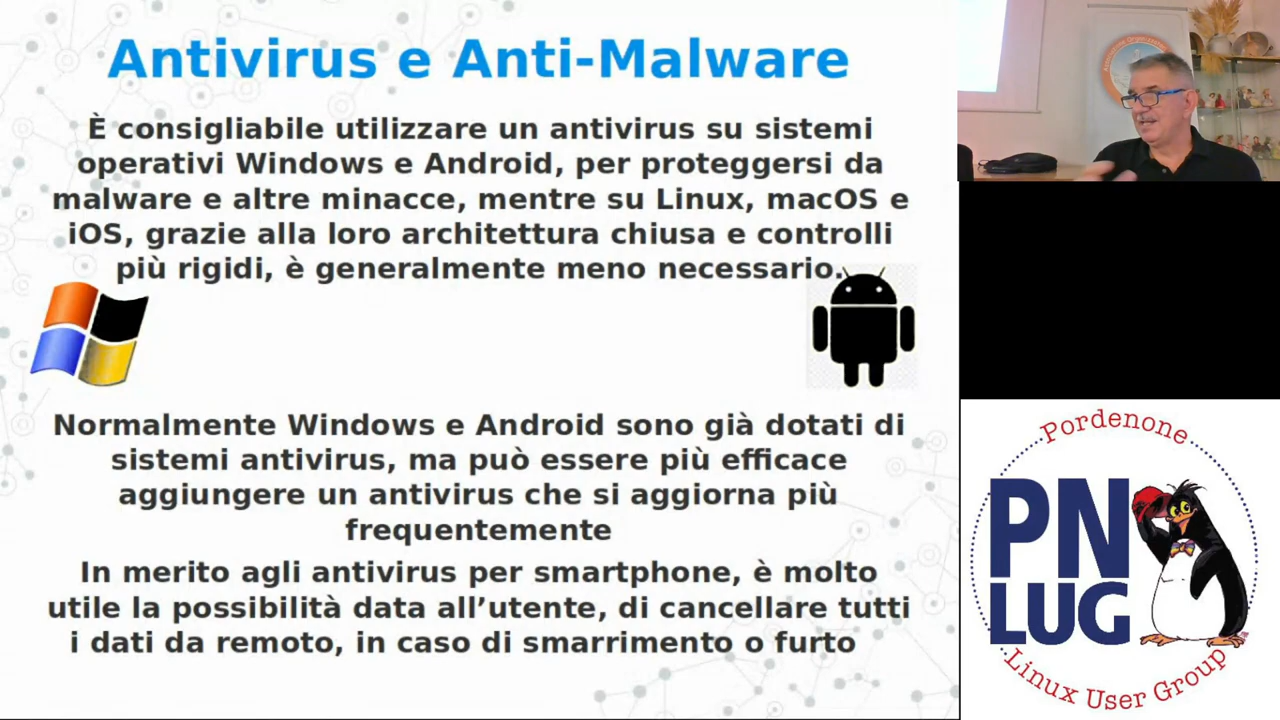 Antivirus e Anti-Malware
È consigliabile utilizzare un antivirus su sistemi
operativi Windows e Android, per proteggersi da
malware e altre minacce, mentre su Linux, macOS e
iOS, grazie alla loro architettura chiusa e controlli
più rigidi, è generalmente meno necessario.
Normalmente Windows e Android sono già dotati di
sistemi antivirus, ma può essere più efficace
aggiungere un antivirus che si aggiorna più
frequentemente
In merito agli antivirus per smartphone, è molto
utile la possibilità data all’utente, di cancellare tutti
i dati da remoto, in caso di smarrimento o furto
Pordenone
PN
LUG
Linux User Group